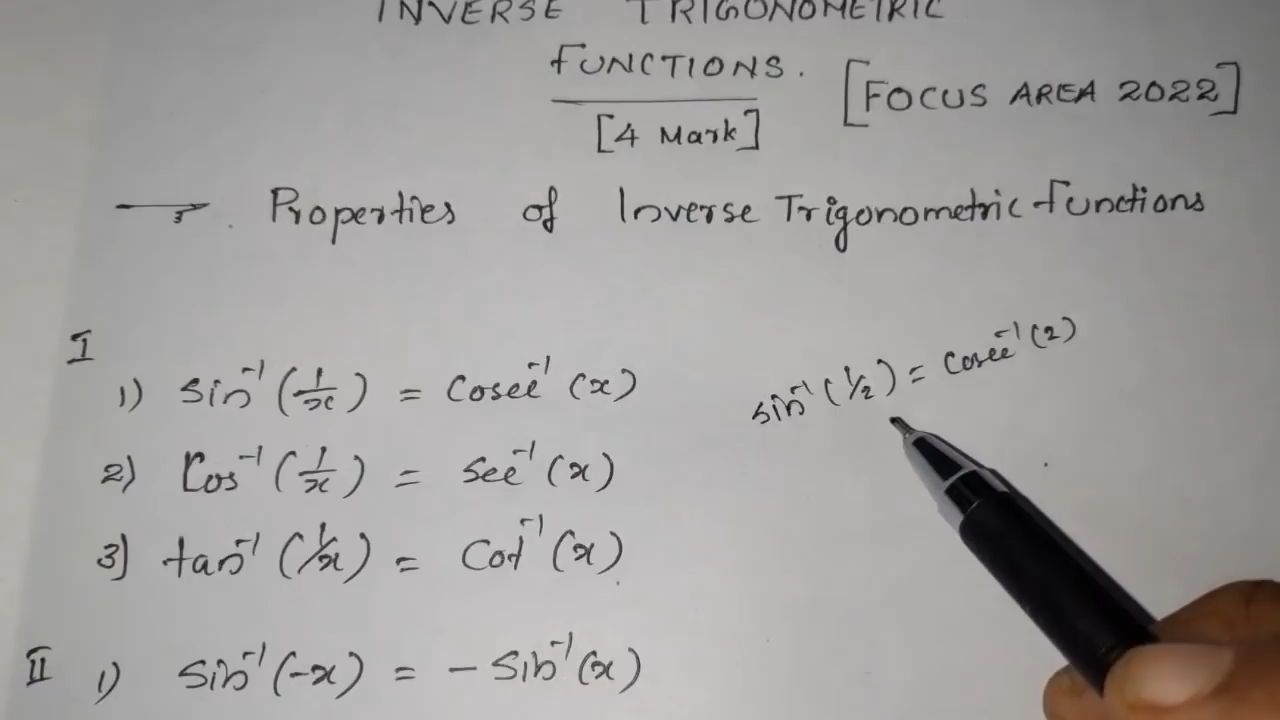 INVERSE TRIGONOMETRIC
FUNCTIONS. [FOCUS AREA 2022]
[4 Mark]
→ Properties of Inverse Trigonometric Functions
I
1) sin⁻¹ (1/x) = Cosec⁻¹ (x)
sin⁻¹ (1/2) = Cosec⁻¹ (2)
2) Cos⁻¹ (1/x) = Sec⁻¹ (x)
3) tan⁻¹ (1/x) = Cot⁻¹ (x)
II 1) Sin⁻¹ (-x) = - Sin⁻¹ (x)